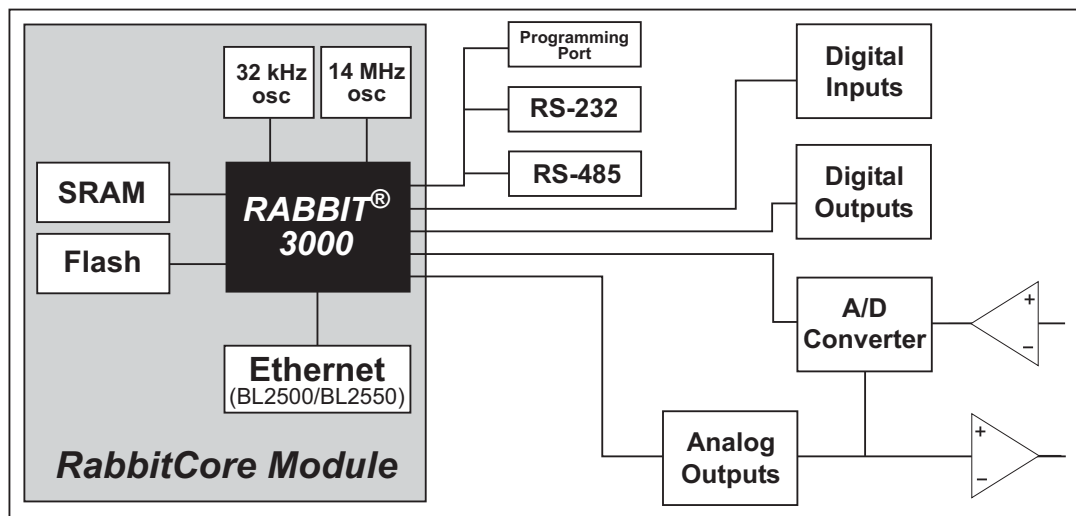 32 kHz
osc
14 MHz
osc
Programming
Port
RS-232
RS-485
Digital
Inputs
Digital
Outputs
SRAM
Flash
RABBIT®
3000
Ethernet
(BL2500/BL2550)
RabbitCore Module
A/D
Converter
+
–
Analog
Outputs
+
–